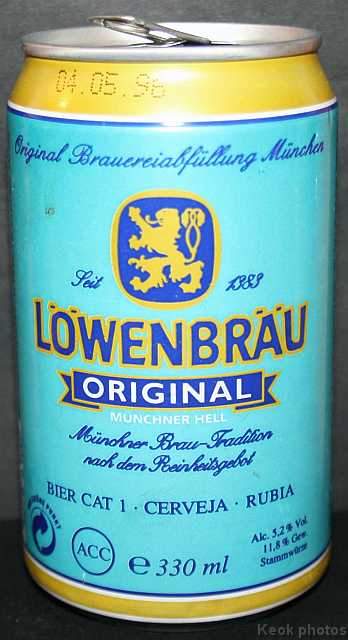 04.05.96
Original Brauereiabfüllung München
Seit 1383
LÖWENBRÄU
ORIGINAL
MÜNCHNER HELL
Münchner Brau-Tradition
nach dem Reinheitsgebot
BIER CAT 1 · CERVEJA · RUBIA
ACC
e 330 ml
Alc. 5,2% Vol.
11,8% Gew.
Stammwürze
Keok photos